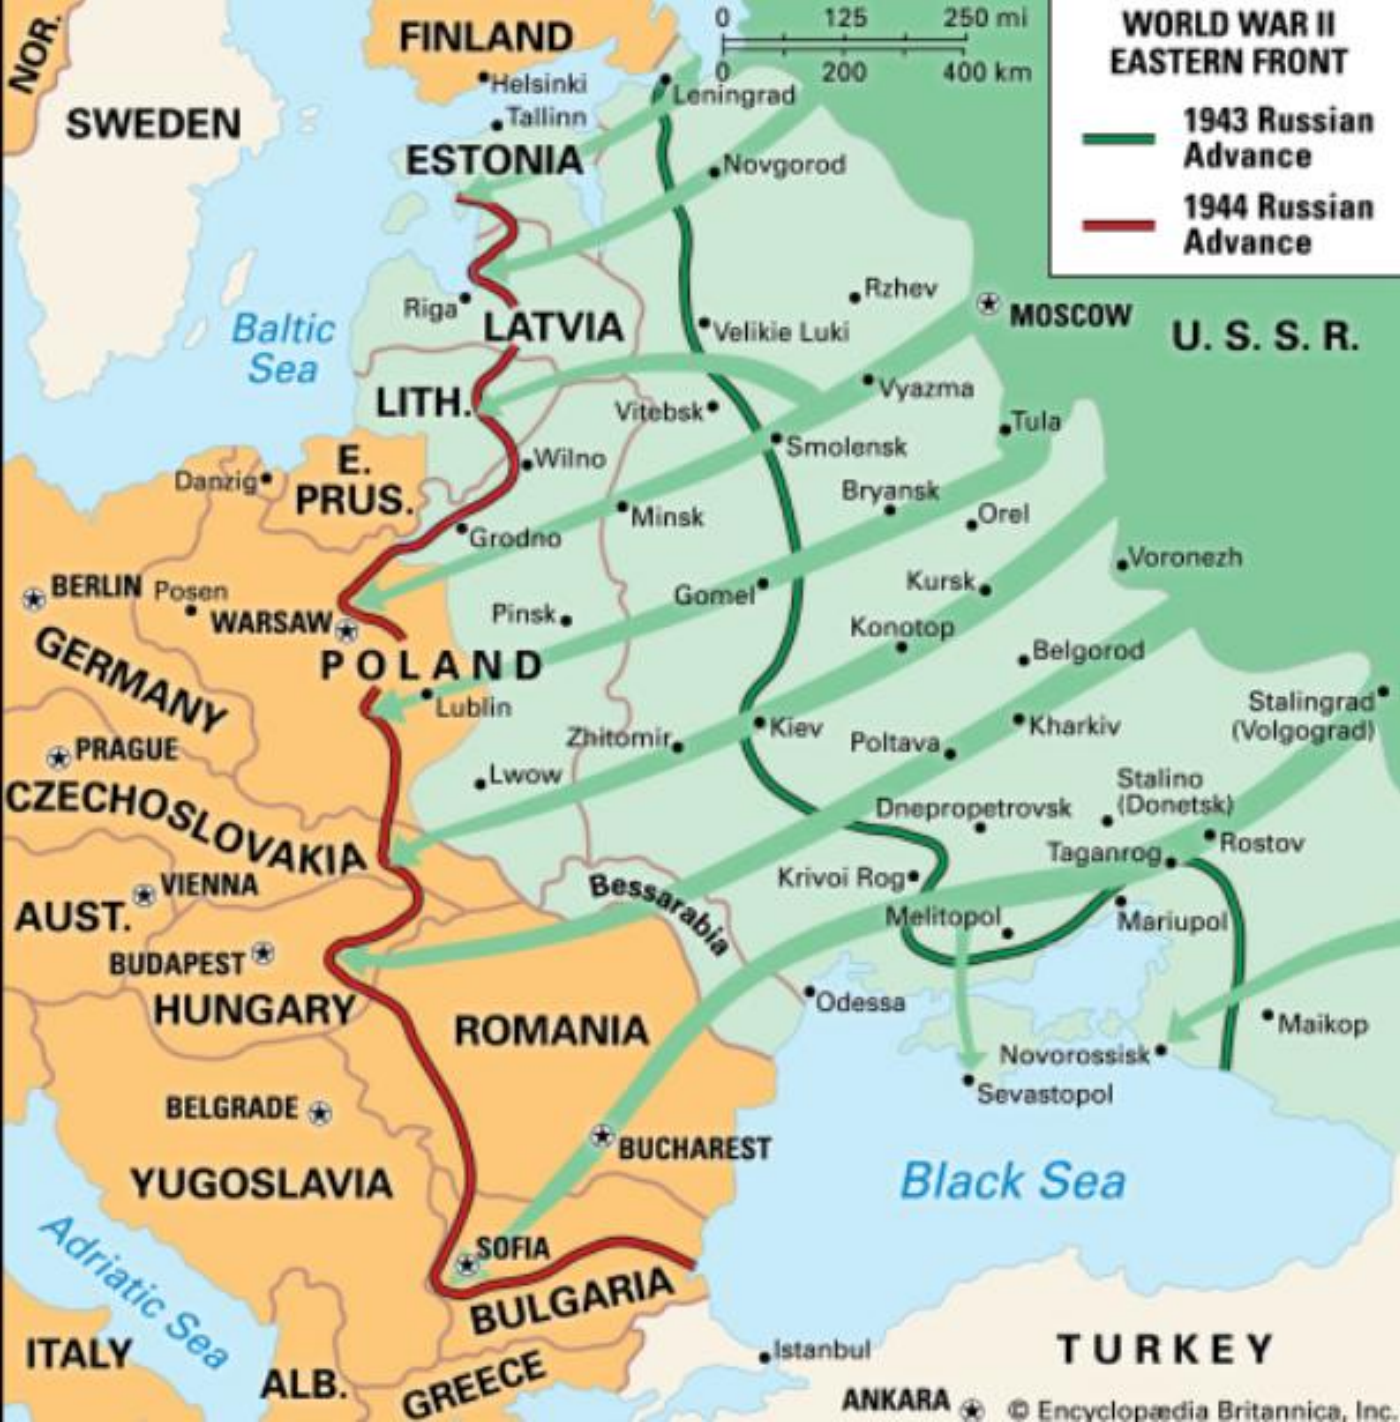 NOR.
FINLAND
0 125 250 mi
0 200 400 km
WORLD WAR II
EASTERN FRONT
1943 Russian
Advance
1944 Russian
Advance
Helsinki
Leningrad
SWEDEN
Tallinn
ESTONIA
Novgorod
Rzhev
Riga
LATVIA
Velikie Luki
MOSCOW
U. S. S. R.
Baltic
Sea
LITH.
Vitebsk
Vyazma
Tula
Smolensk
Wilno
E.
PRUS.
Danzig
Minsk
Bryansk
Orel
Grodno
Voronezh
BERLIN
Posen
WARSAW
Pinsk
Gomel
Kursk
Konotop
Belgorod
GERMANY
POLAND
Lublin
Stalingrad
(Volgograd)
Zhitomir
Kiev
Poltava
Kharkiv
PRAGUE
Lwow
Stalino
(Donetsk)
CZECHOSLOVAKIA
Dnepropetrovsk
Rostov
Taganrog
VIENNA
AUST.
Bessarabia
Krivoi Rog
Melitopol
Mariupol
BUDAPEST
HUNGARY
ROMANIA
Odessa
Maikop
Novorossisk
Sevastopol
BELGRADE
BUCHAREST
YUGOSLAVIA
Black Sea
Adriatic Sea
SOFIA
BULGARIA
ITALY
ALB.
GREECE
Istanbul
TURKEY
ANKARA
© Encyclopædia Britannica, Inc.